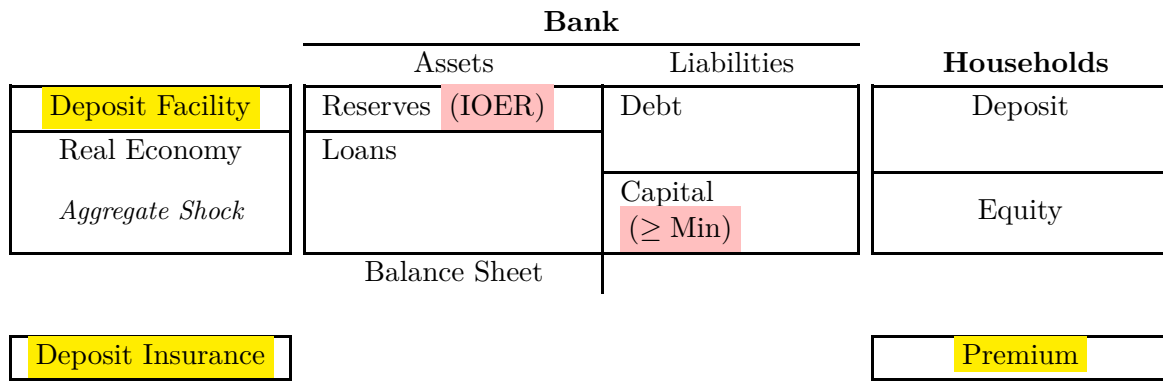 Bank
Assets Liabilities Households
Deposit Facility Reserves (IOER) Debt Deposit
Real Economy Loans
Capital
Aggregate Shock Equity
(≥ Min)
Balance Sheet
Deposit Insurance Premium